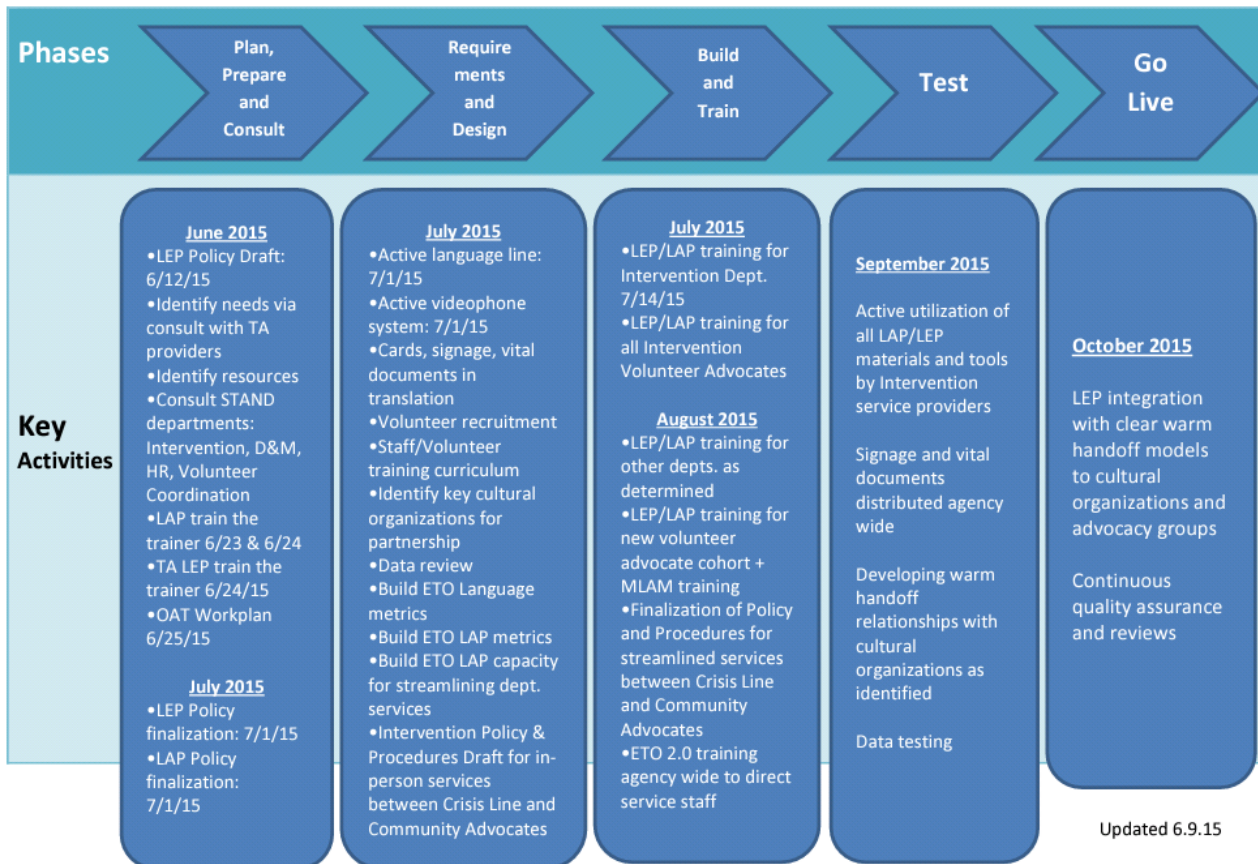 Phases
Plan,
Prepare
and
Consult
Require
ments
and
Design
Build
and
Train
Test
Go
Live
Key
Activities
June 2015
•LEP Policy Draft:
6/12/15
•Identify needs via
consult with TA
providers
•Identify resources
•Consult STAND
departments:
Intervention, D&M,
HR, Volunteer
Coordination
•LAP train the
trainer 6/23 & 6/24
•TA LEP train the
trainer 6/24/15
•OAT Workplan
6/25/15
July 2015
•LEP Policy
finalization: 7/1/15
•LAP Policy
finalization:
7/1/15
July 2015
•Active language line:
7/1/15
•Active videophone
system: 7/1/15
•Cards, signage, vital
documents in
translation
•Volunteer recruitment
•Staff/Volunteer
training curriculum
•Identify key cultural
organizations for
partnership
•Data review
•Build ETO Language
metrics
•Build ETO LAP metrics
•Build ETO LAP capacity
for streamlining dept.
services
•Intervention Policy &
Procedures Draft for in-
person services
between Crisis Line and
Community Advocates
July 2015
•LEP/LAP training for
Intervention Dept.
7/14/15
•LEP/LAP training for
all Intervention
Volunteer Advocates
August 2015
•LEP/LAP training for
other depts. as
determined
•LEP/LAP training for
new volunteer
advocate cohort +
MLAM training
•Finalization of Policy
and Procedures for
streamlined services
between Crisis Line
and Community
Advocates
•ETO 2.0 training
agency wide to direct
service staff
September 2015
Active utilization of
all LAP/LEP
materials and tools
by Intervention
service providers
Signage and vital
documents
distributed agency
wide
Developing warm
handoff
relationships with
cultural
organizations as
identified
Data testing
October 2015
LEP integration
with clear warm
handoff models
to cultural
organizations and
advocacy groups
Continuous
quality assurance
and reviews
Updated 6.9.15